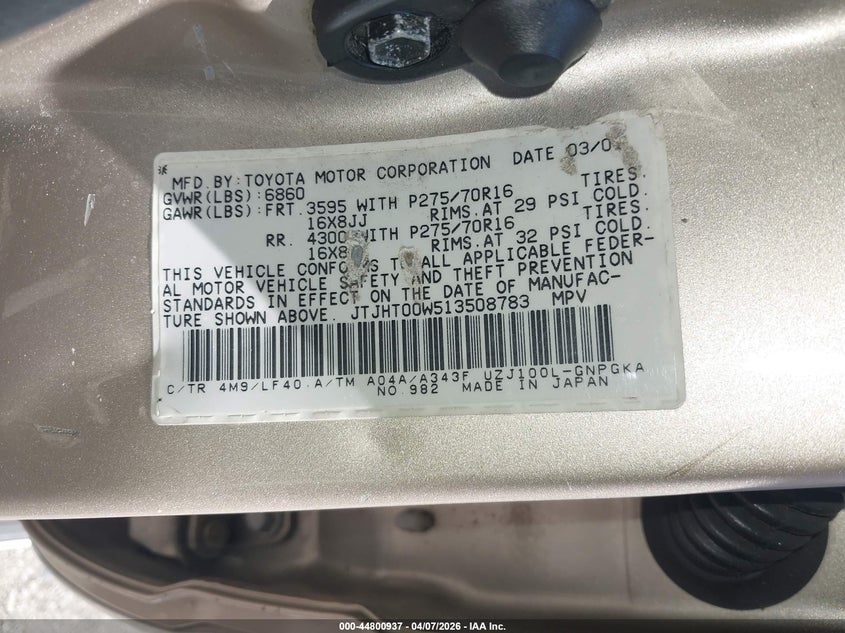 MFD. BY: TOYOTA MOTOR CORPORATION DATE 03/0
GVWR(LBS): 6860
GAWR(LBS): FRT. 3595 WITH P275/70R16 TIRES.
16X8JJ RIMS. AT 29 PSI COLD.
RR. 4300 WITH P275/70R16 TIRES.
16X8 RIMS. AT 32 PSI COLD.
THIS VEHICLE CONFORMS TO ALL APPLICABLE FEDER-
AL MOTOR VEHICLE SAFETY AND THEFT PREVENTION
STANDARDS IN EFFECT ON THE DATE OF MANUFAC-
TURE SHOWN ABOVE. JTJHT00W513508783 MPV
C/TR 4M9/LF40 A/TM A04A/A343F UZJ100L-GNPGKA
NO. 982 MADE IN JAPAN
000-44800937 - 04/07/2026 - IAA Inc.